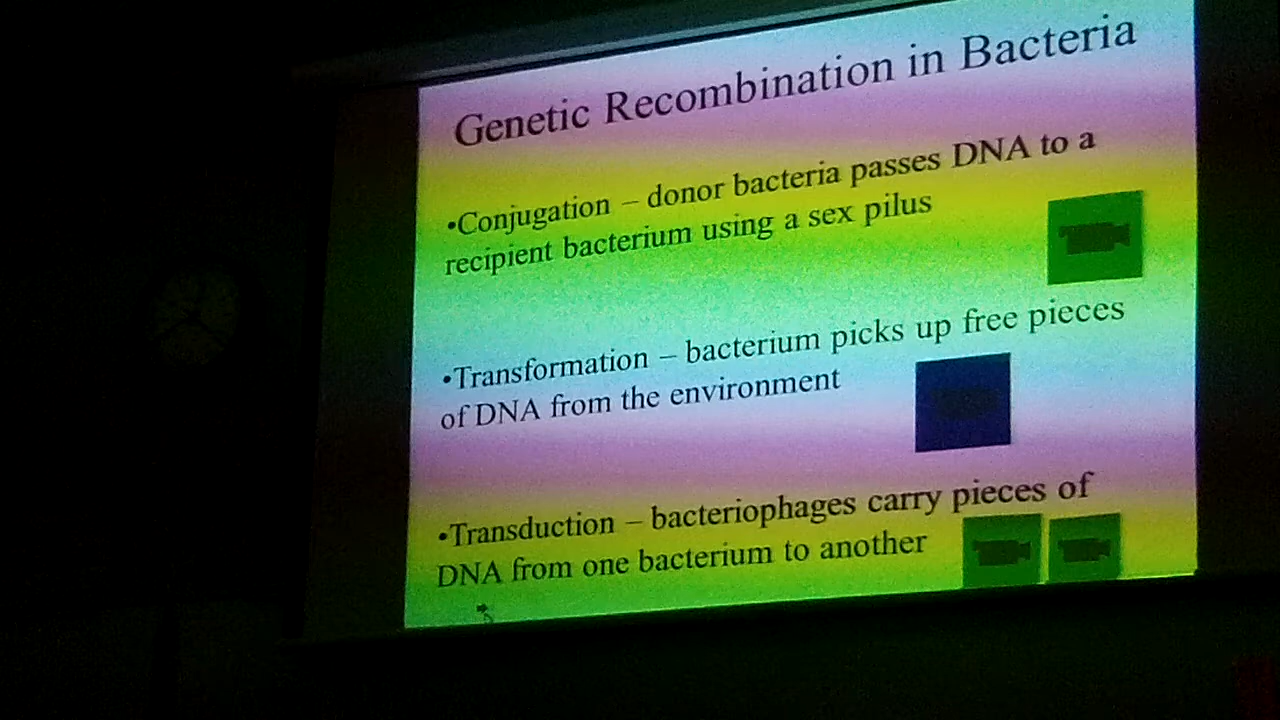 Genetic Recombination in Bacteria
•Conjugation – donor bacteria passes DNA to a
recipient bacterium using a sex pilus
•Transformation – bacterium picks up free pieces
of DNA from the environment
•Transduction – bacteriophages carry pieces of
DNA from one bacterium to another